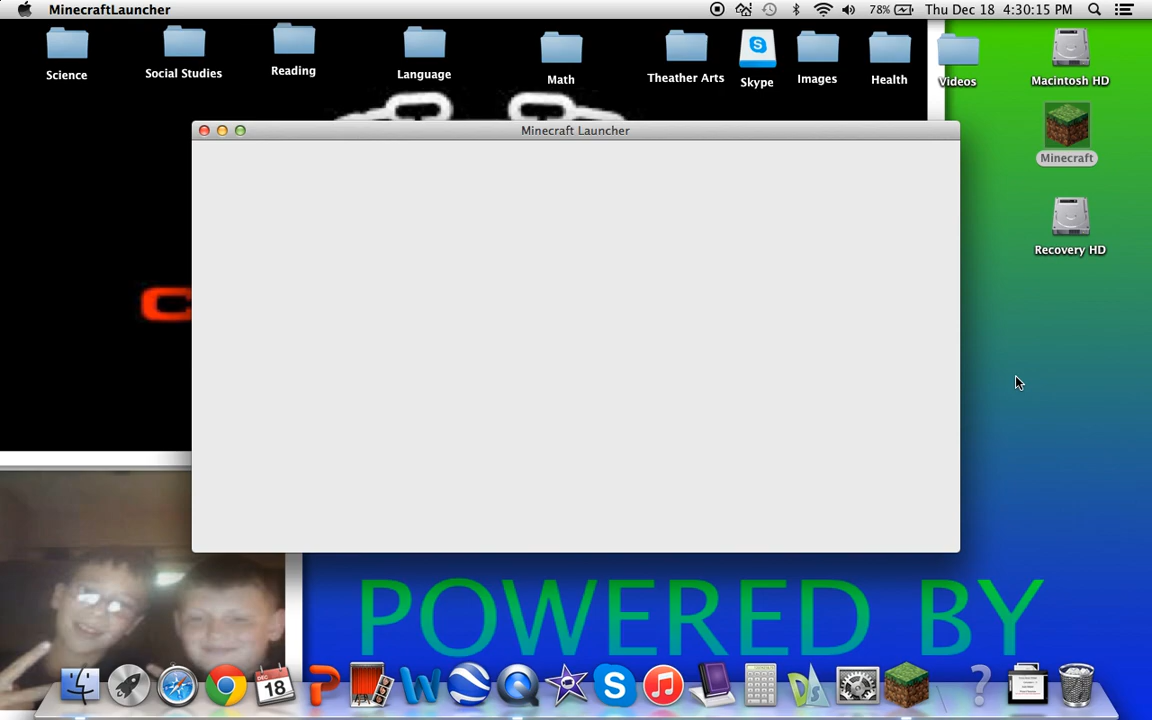 MinecraftLauncher
78%
Thu Dec 18 4:30:15 PM
Science
Social Studies
Reading
Language
Math
Theather Arts
Skype
Images
Health
Videos
Macintosh HD
Minecraft Launcher
Minecraft
Recovery HD
C
POWERED BY
DEC
18